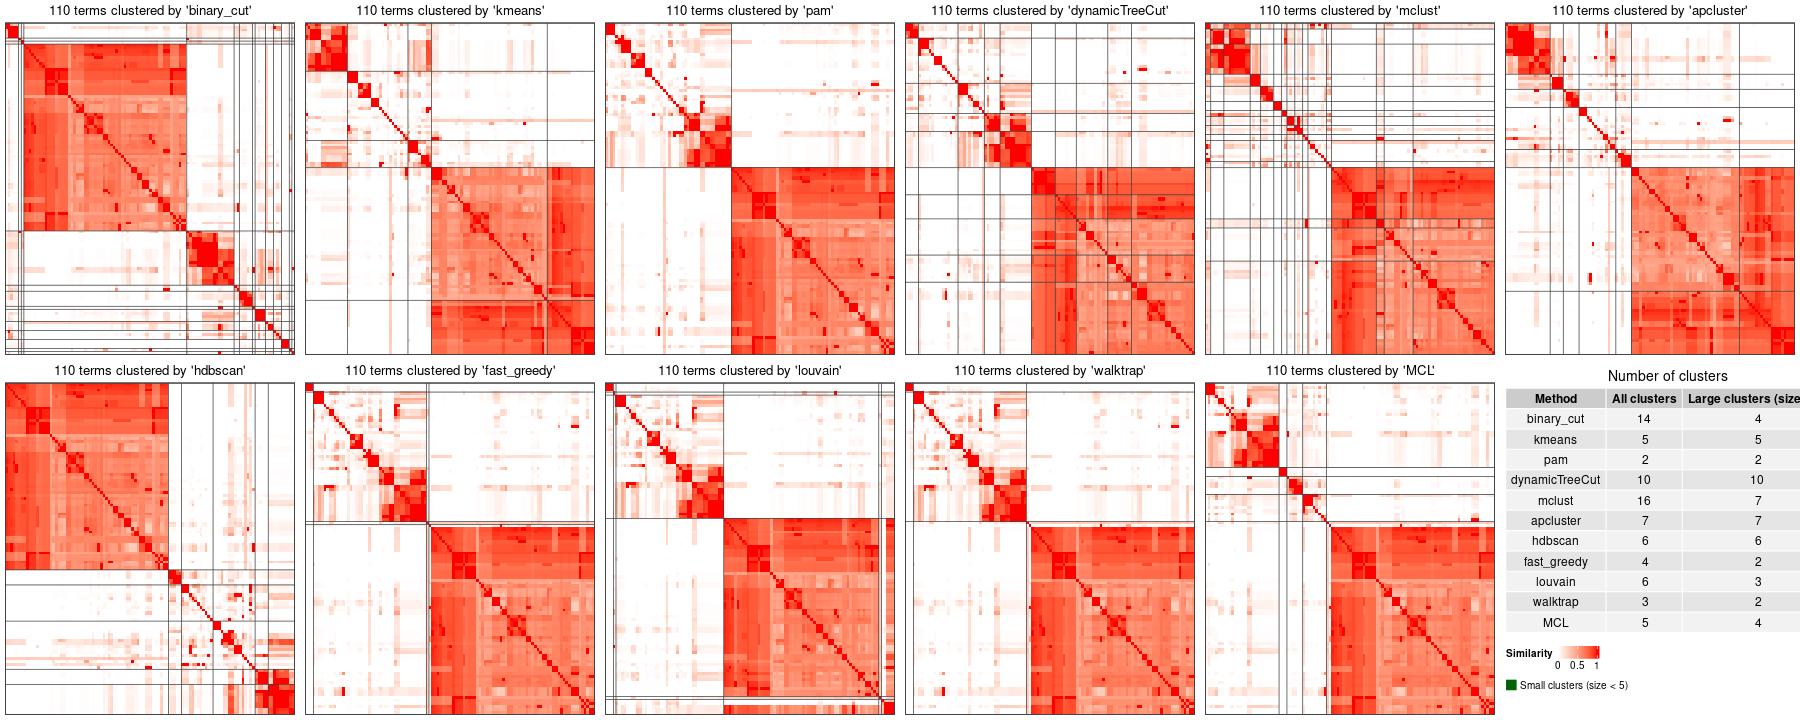 110 terms clustered by 'binary_cut'
110 terms clustered by 'kmeans'
110 terms clustered by 'pam'
110 terms clustered by 'dynamicTreeCut'
110 terms clustered by 'mclust'
110 terms clustered by 'apcluster'
110 terms clustered by 'hdbscan'
110 terms clustered by 'fast_greedy'
110 terms clustered by 'louvain'
110 terms clustered by 'walktrap'
110 terms clustered by 'MCL'
Number of clusters
Method All clusters Large clusters (size
binary_cut 14 4
kmeans 5 5
pam 2 2
dynamicTreeCut 10 10
mclust 16 7
apcluster 7 7
hdbscan 6 6
fast_greedy 4 2
louvain 6 3
walktrap 3 2
MCL 5 4
Similarity
0 0.5 1
Small clusters (size < 5)